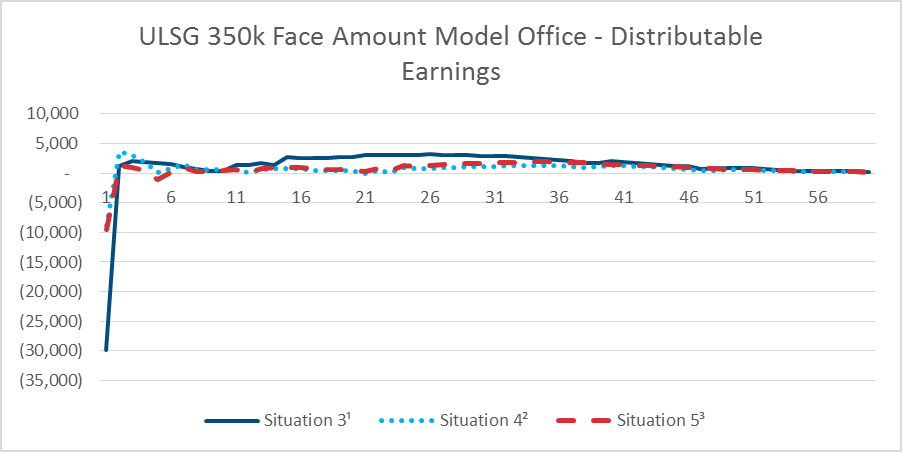 ULSG 350k Face Amount Model Office - Distributable
Earnings
10,000
5,000
-
1 6 11 16 21 26 31 36 41 46 51 56
(5,000)
(10,000)
(15,000)
(20,000)
(25,000)
(30,000)
(35,000)
Situation 3¹ Situation 4² Situation 5³